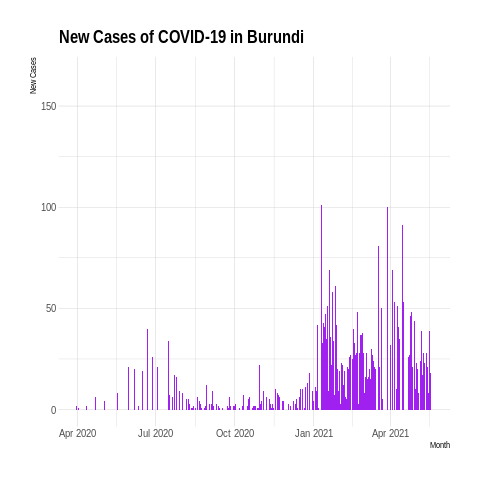 New Cases of COVID-19 in Burundi
New Cases
150
100
50
0
Apr 2020 Jul 2020 Oct 2020 Jan 2021 Apr 2021
Month